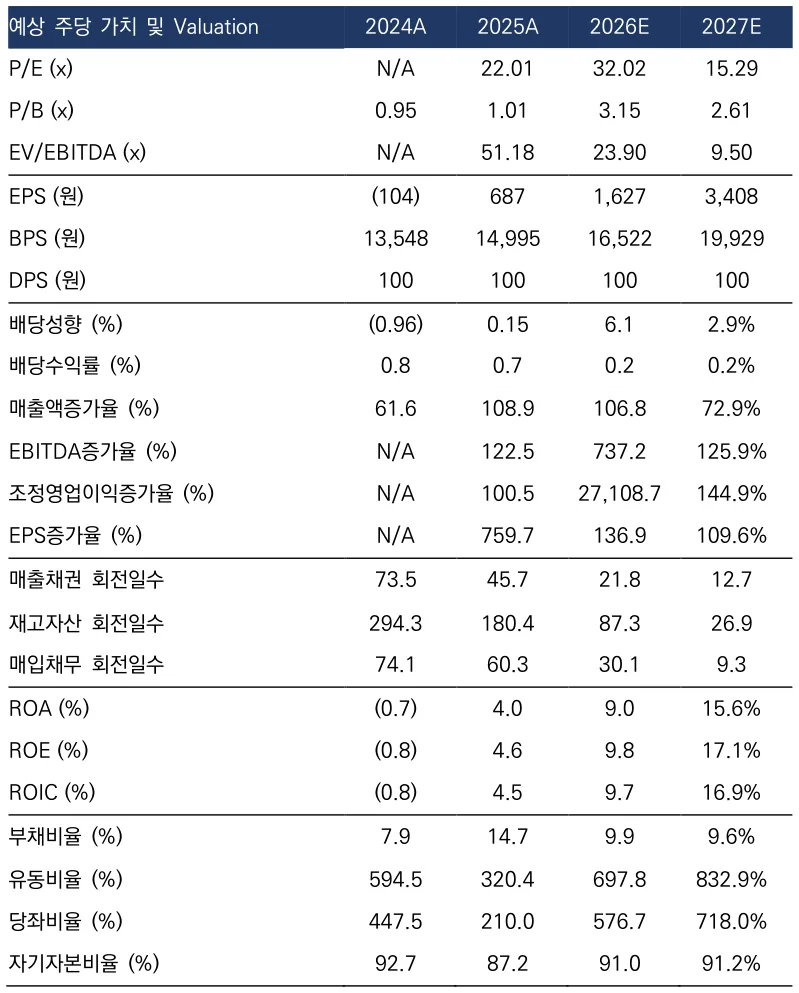 예상 주당 가치 및 Valuation 2024A 2025A 2026E 2027E
P/E (x) N/A 22.01 32.02 15.29
P/B (x) 0.95 1.01 3.15 2.61
EV/EBITDA (x) N/A 51.18 23.90 9.50
EPS (원) (104) 687 1,627 3,408
BPS (원) 13,548 14,995 16,522 19,929
DPS (원) 100 100 100 100
배당성향 (%) (0.96) 0.15 6.1 2.9%
배당수익률 (%) 0.8 0.7 0.2 0.2%
매출액증가율 (%) 61.6 108.9 106.8 72.9%
EBITDA증가율 (%) N/A 122.5 737.2 125.9%
조정영업이익증가율 (%) N/A 100.5 27,108.7 144.9%
EPS증가율 (%) N/A 759.7 136.9 109.6%
매출채권 회전일수 73.5 45.7 21.8 12.7
재고자산 회전일수 294.3 180.4 87.3 26.9
매입채무 회전일수 74.1 60.3 30.1 9.3
ROA (%) (0.7) 4.0 9.0 15.6%
ROE (%) (0.8) 4.6 9.8 17.1%
ROIC (%) (0.8) 4.5 9.7 16.9%
부채비율 (%) 7.9 14.7 9.9 9.6%
유동비율 (%) 594.5 320.4 697.8 832.9%
당좌비율 (%) 447.5 210.0 576.7 718.0%
자기자본비율 (%) 92.7 87.2 91.0 91.2%